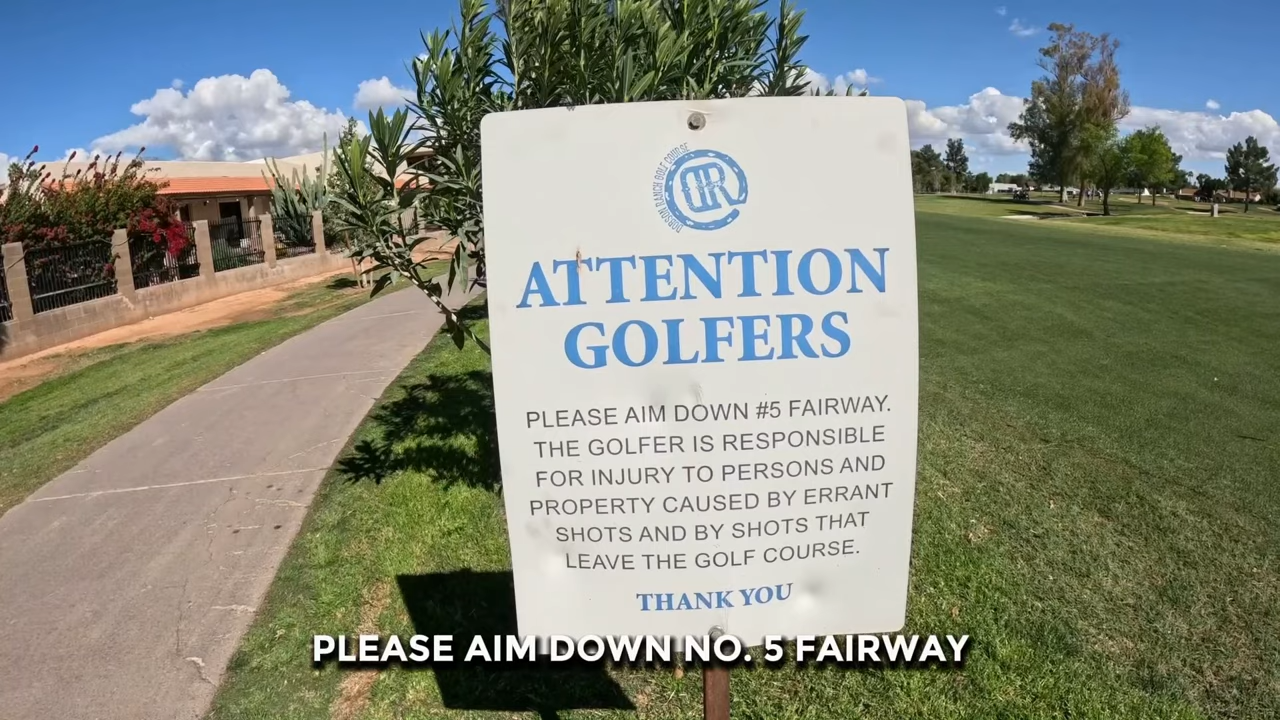 DOBSON RANCH GOLF COURSE
DR
ATTENTION
GOLFERS
PLEASE AIM DOWN #5 FAIRWAY.
THE GOLFER IS RESPONSIBLE
FOR INJURY TO PERSONS AND
PROPERTY CAUSED BY ERRANT
SHOTS AND BY SHOTS THAT
LEAVE THE GOLF COURSE.
THANK YOU
PLEASE AIM DOWN NO. 5 FAIRWAY